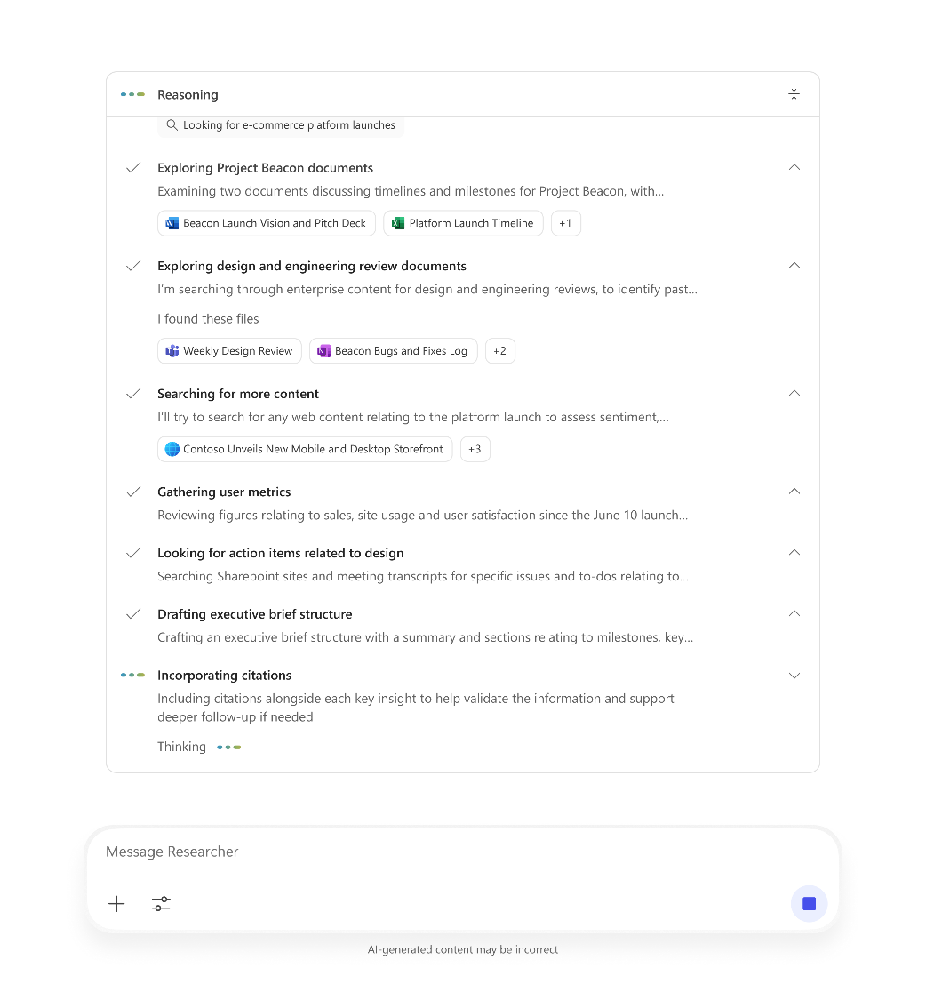 Reasoning
Looking for e-commerce platform launches
Exploring Project Beacon documents
Examining two documents discussing timelines and milestones for Project Beacon, with...
Beacon Launch Vision and Pitch Deck
Platform Launch Timeline
+1
Exploring design and engineering review documents
I'm searching through enterprise content for design and engineering reviews, to identify past...
I found these files
Weekly Design Review
Beacon Bugs and Fixes Log
+2
Searching for more content
I'll try to search for any web content relating to the platform launch to assess sentiment,...
Contoso Unveils New Mobile and Desktop Storefront
+3
Gathering user metrics
Reviewing figures relating to sales, site usage and user satisfaction since the June 10 launch...
Looking for action items related to design
Searching Sharepoint sites and meeting transcripts for specific issues and to-dos relating to...
Drafting executive brief structure
Crafting an executive brief structure with a summary and sections relating to milestones, key...
Incorporating citations
Including citations alongside each key insight to help validate the information and support
deeper follow-up if needed
Thinking
Message Researcher
AI-generated content may be incorrect